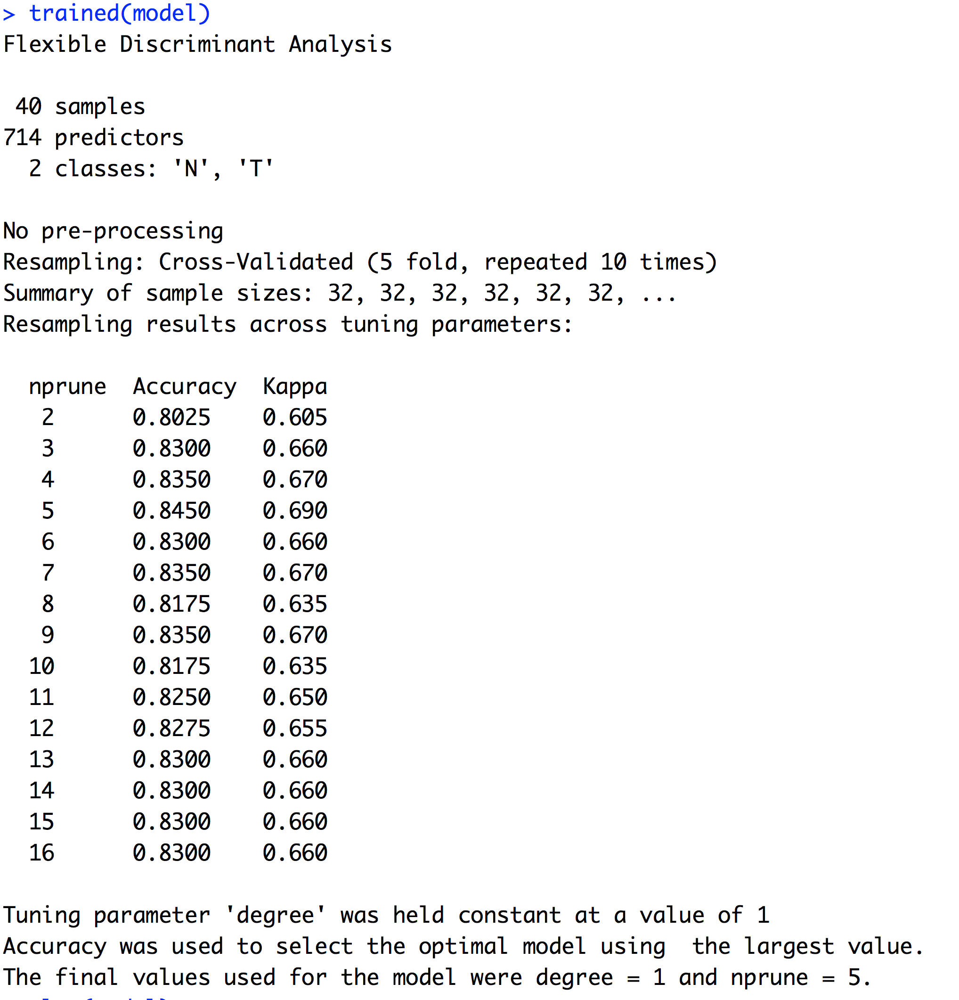 > trained(model)
Flexible Discriminant Analysis
40 samples
714 predictors
2 classes: 'N', 'T'
No pre-processing
Resampling: Cross-Validated (5 fold, repeated 10 times)
Summary of sample sizes: 32, 32, 32, 32, 32, 32, ...
Resampling results across tuning parameters:
nprune Accuracy Kappa
2 0.8025 0.605
3 0.8300 0.660
4 0.8350 0.670
5 0.8450 0.690
6 0.8300 0.660
7 0.8350 0.670
8 0.8175 0.635
9 0.8350 0.670
10 0.8175 0.635
11 0.8250 0.650
12 0.8275 0.655
13 0.8300 0.660
14 0.8300 0.660
15 0.8300 0.660
16 0.8300 0.660
Tuning parameter 'degree' was held constant at a value of 1
Accuracy was used to select the optimal model using  the largest value.
The final values used for the model were degree = 1 and nprune = 5.